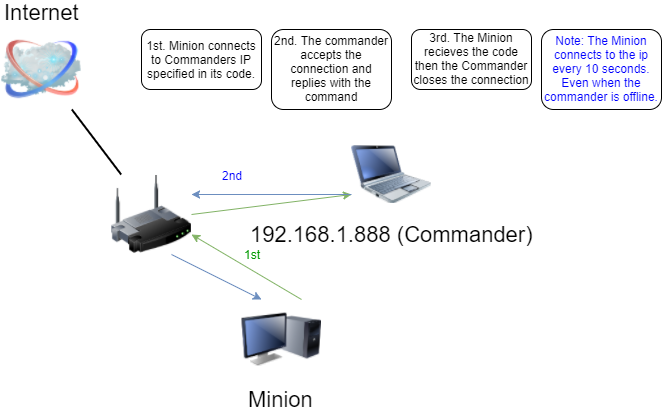 Internet
1st. Minion connects
to Commanders IP
specified in its code.
2nd. The commander
accepts the
connection and
replies with the
command
3rd. The Minion
recieves the code
then the Commander
closes the connection
Note: The Minion
connects to the ip
every 10 seconds.
Even when the
commander is offline.
2nd
192.168.1.888 (Commander)
1st
Minion